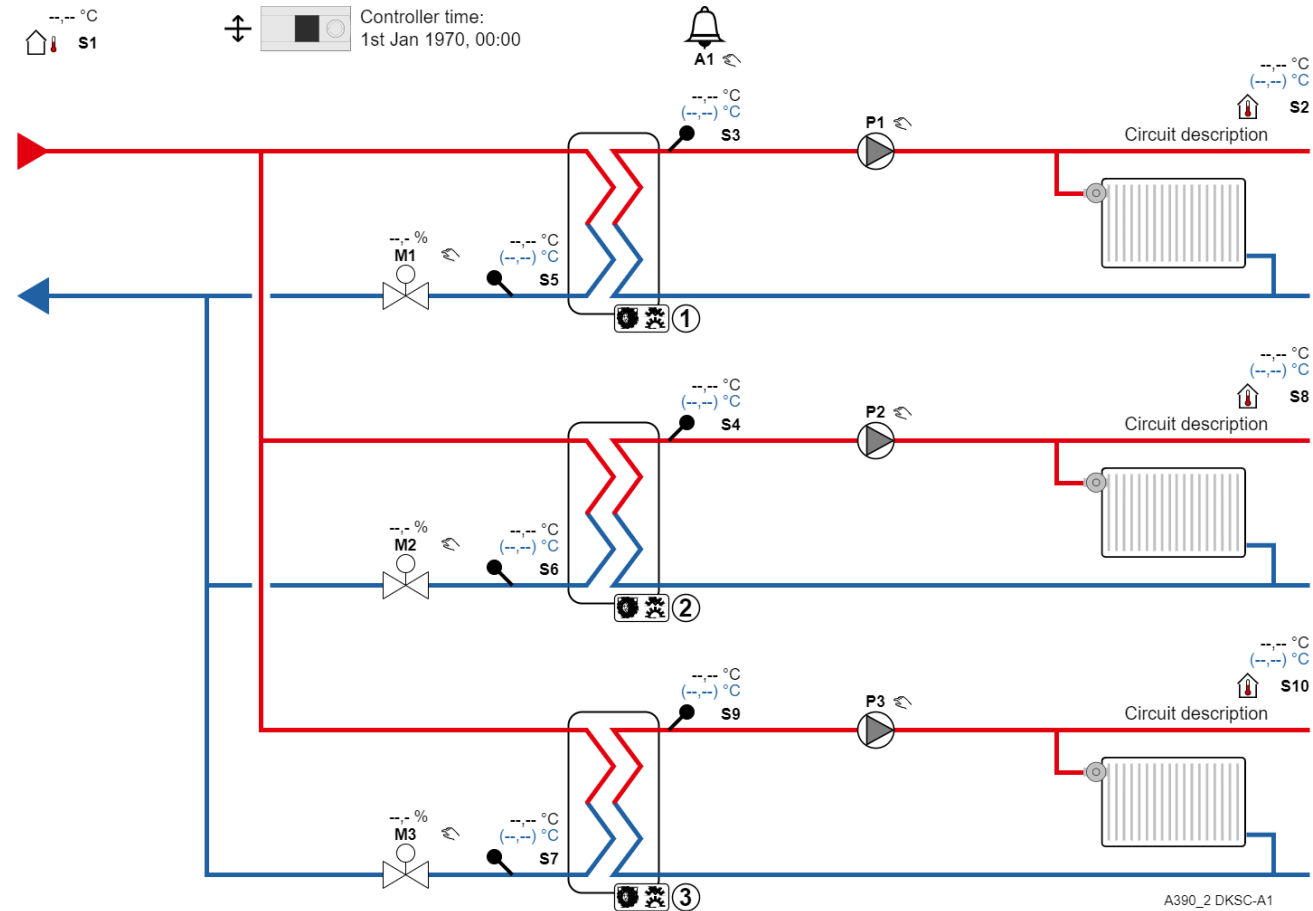 --,-- °C
S1
Controller time:
1st Jan 1970, 00:00
A1
--,-- °C
(--,--) °C
S3
P1
--,-- °C
(--,--) °C
S2
Circuit description
--,- %
M1
--,-- °C
(--,--) °C
S5
1
--,-- °C
(--,--) °C
S4
P2
--,-- °C
(--,--) °C
S8
Circuit description
--,- %
M2
--,-- °C
(--,--) °C
S6
2
--,-- °C
(--,--) °C
S9
P3
--,-- °C
(--,--) °C
S10
Circuit description
--,- %
M3
--,-- °C
(--,--) °C
S7
3
A390_2 DKSC-A1